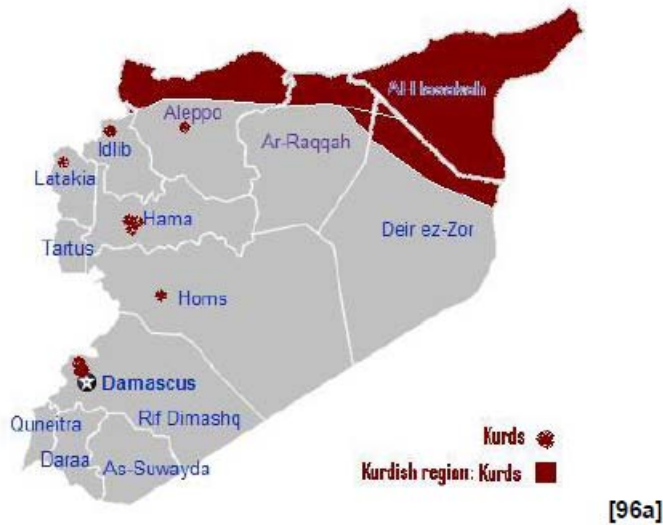 Al-Hasakah
Aleppo
Idlib
Ar-Raqqah
Latakia
Hama
Deir ez-Zor
Tartus
Homs
Damascus
Quneitra
Rif Dimashq
Daraa
As-Suwayda
Kurds
Kurdish region: Kurds
[96a]